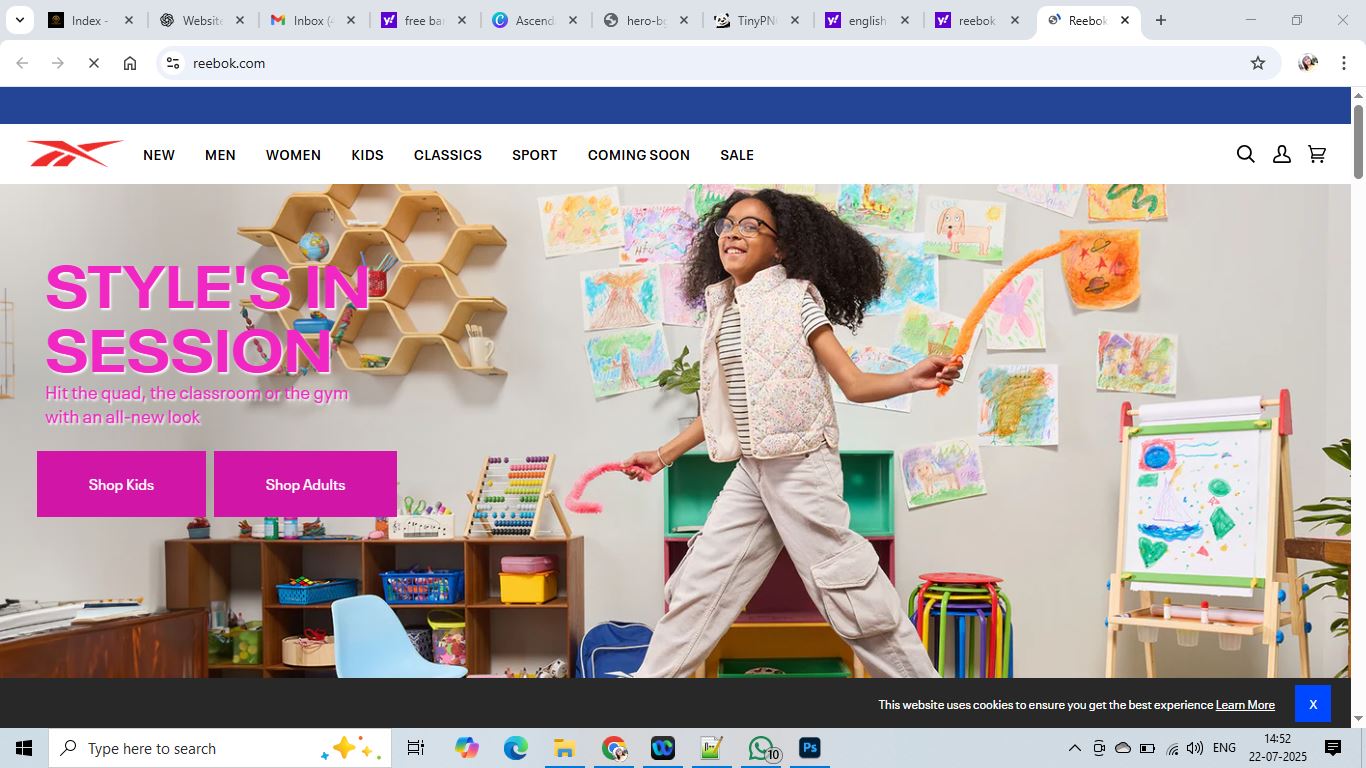 Index -
Website
Inbox (
free ba
Ascend
hero-b
TinyPN
english
reebok
Reebok
reebok.com
NEW MEN WOMEN KIDS CLASSICS SPORT COMING SOON SALE
STYLE'S IN
SESSION
Hit the quad, the classroom or the gym
with an all-new look
Shop Kids Shop Adults
This website uses cookies to ensure you get the best experience Learn More X
Type here to search
10
Ps
ENG
14:52
22-07-2025